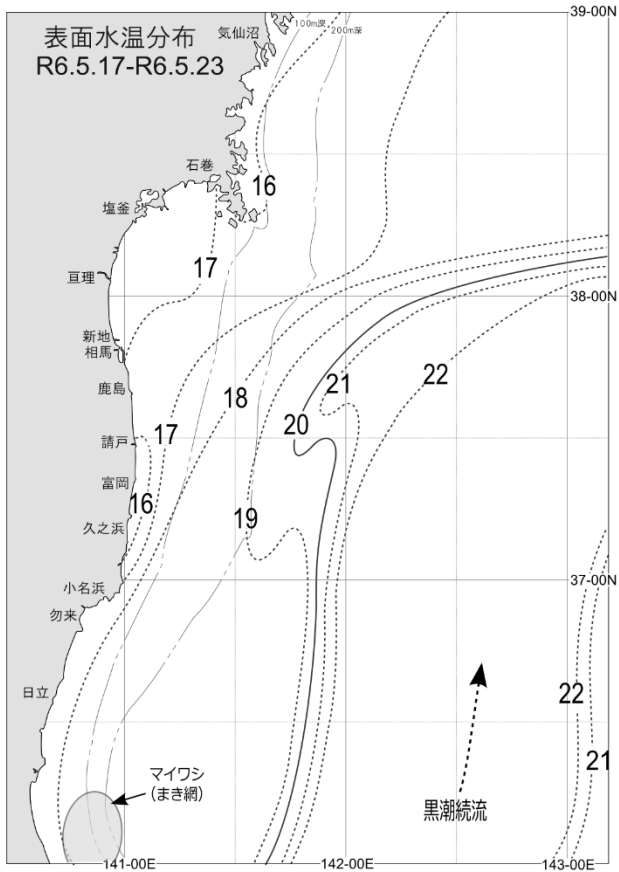 表面水温分布
R6.5.17-R6.5.23
気仙沼
100m深
200m深
39-00N
石巻
16
塩釜
17
亘理
38-00N
新地
相馬
鹿島
18
21
22
20
17
請戸
富岡
16
19
久之浜
小名浜
37-00N
勿来
日立
22
21
マイワシ
(まき網)
黒潮続流
141-00E
142-00E
143-00E